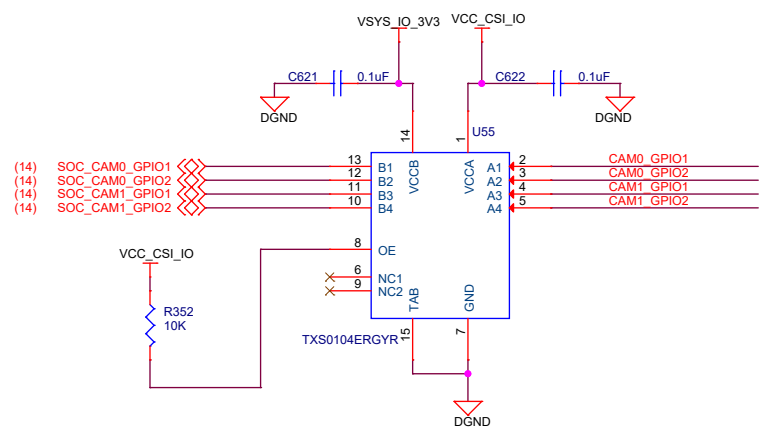 VSYS_IO_3V3 VCC_CSI_IO
C621 0.1uF C622 0.1uF
DGND DGND
14 1 U55
VCCB VCCA
(14) SOC_CAM0_GPIO1 13 B1 A1 2 CAM0_GPIO1
(14) SOC_CAM0_GPIO2 12 B2 A2 3 CAM0_GPIO2
(14) SOC_CAM1_GPIO1 11 B3 A3 4 CAM1_GPIO1
(14) SOC_CAM1_GPIO2 10 B4 A4 5 CAM1_GPIO2
8 OE
VCC_CSI_IO
6 NC1
9 NC2
TAB GND
R352
10K
TXS0104ERGYR 15 7
DGND